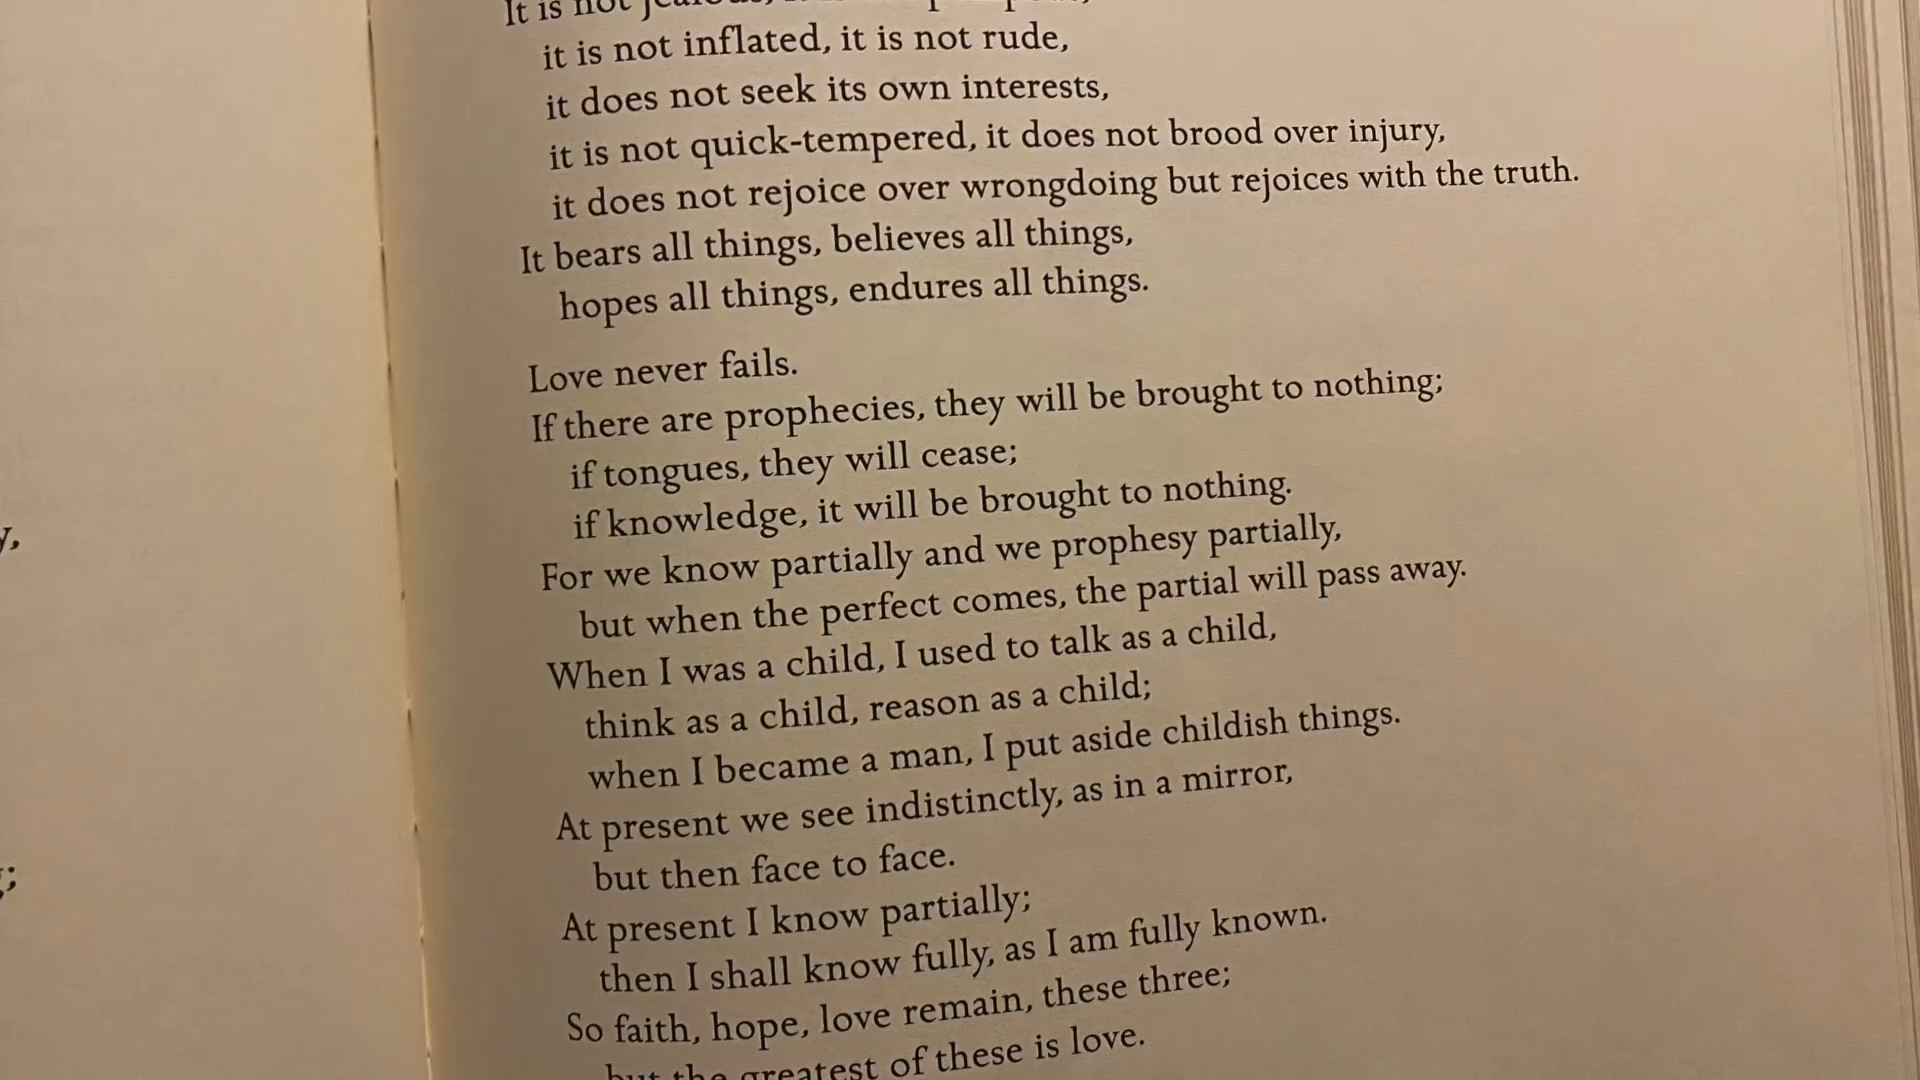 It is not jealous,
it is not inflated, it is not rude,
it does not seek its own interests,
it is not quick-tempered, it does not brood over injury,
it does not rejoice over wrongdoing but rejoices with the truth.
It bears all things, believes all things,
hopes all things, endures all things.
Love never fails.
If there are prophecies, they will be brought to nothing;
if tongues, they will cease;
if knowledge, it will be brought to nothing.
For we know partially and we prophesy partially,
but when the perfect comes, the partial will pass away.
When I was a child, I used to talk as a child,
think as a child, reason as a child;
when I became a man, I put aside childish things.
At present we see indistinctly, as in a mirror,
but then face to face.
At present I know partially;
then I shall know fully, as I am fully known.
So faith, hope, love remain, these three;
but the greatest of these is love.